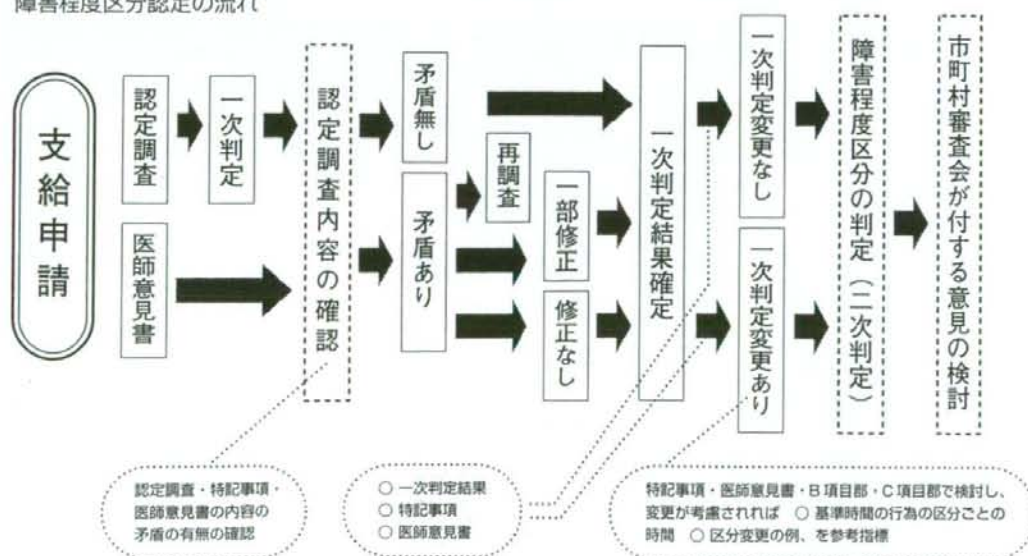 障害程度区分認定の流れ
支給申請
認定調査
一次判定
医師意見書
認定調査内容の確認
矛盾無し
矛盾あり
再調査
一部修正
修正なし
一次判定結果確定
一次判定変更なし
一次判定変更あり
障害程度区分の判定（二次判定）
市町村審査会が付する意見の検討
認定調査・特記事項・
医師意見書の内容の
矛盾の有無の確認
○ 一次判定結果
○ 特記事項
○ 医師意見書
特記事項・医師意見書・B項目郡・C項目郡で検討し、
変更が考慮されれば ○ 基準時間の行為の区分ごとの
時間 ○ 区分変更の例、を参考指標